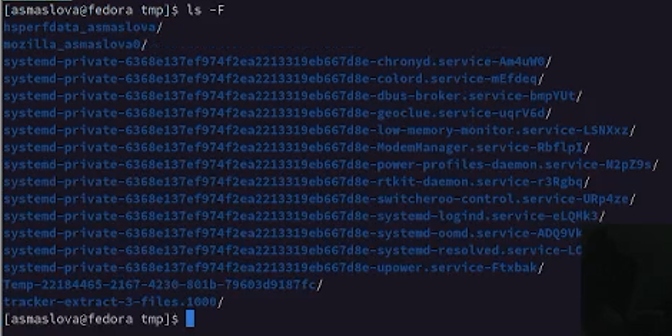 [asmaslova@fedora tmp]$ ls -F
hsperfdata_asmaslova/
mozilla_asmaslova0/
systemd-private-6368e137ef974f2ea2213319eb667d8e-chronyd.service-Am4uW0/
systemd-private-6368e137ef974f2ea2213319eb667d8e-colord.service-mEfdeq/
systemd-private-6368e137ef974f2ea2213319eb667d8e-dbus-broker.service-bmpYUt/
systemd-private-6368e137ef974f2ea2213319eb667d8e-geoclue.service-uqrV6d/
systemd-private-6368e137ef974f2ea2213319eb667d8e-low-memory-monitor.service-LSNXxz/
systemd-private-6368e137ef974f2ea2213319eb667d8e-ModemManager.service-RbflpI/
systemd-private-6368e137ef974f2ea2213319eb667d8e-power-profiles-daemon.service-N2pZ9s/
systemd-private-6368e137ef974f2ea2213319eb667d8e-rtkit-daemon.service-r3Rgbq/
systemd-private-6368e137ef974f2ea2213319eb667d8e-switcheroo-control.service-URp4ze/
systemd-private-6368e137ef974f2ea2213319eb667d8e-systemd-logind.service-eLQMk3/
systemd-private-6368e137ef974f2ea2213319eb667d8e-systemd-oomd.service-ADQ9Vk
systemd-private-6368e137ef974f2ea2213319eb667d8e-systemd-resolved.service-LC
systemd-private-6368e137ef974f2ea2213319eb667d8e-upower.service-Ftxbak/
Temp-22184465-2167-4230-801b-79603d9187fc/
tracker-extract-3-files.1000/
[asmaslova@fedora tmp]$